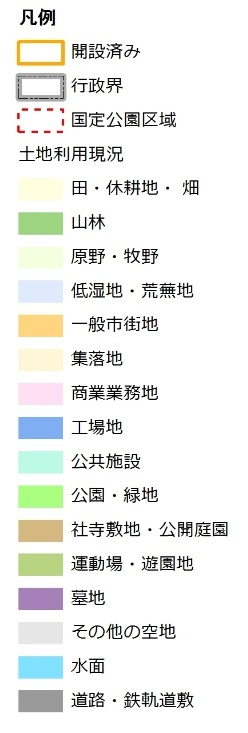 凡例
開設済み
行政界
国定公園区域
土地利用現況
田・休耕地・ 畑
山林
原野・牧野
低湿地・荒蕪地
一般市街地
集落地
商業業務地
工場地
公共施設
公園・緑地
社寺敷地・公開庭園
運動場・遊園地
墓地
その他の空地
水面
道路・鉄軌道敷